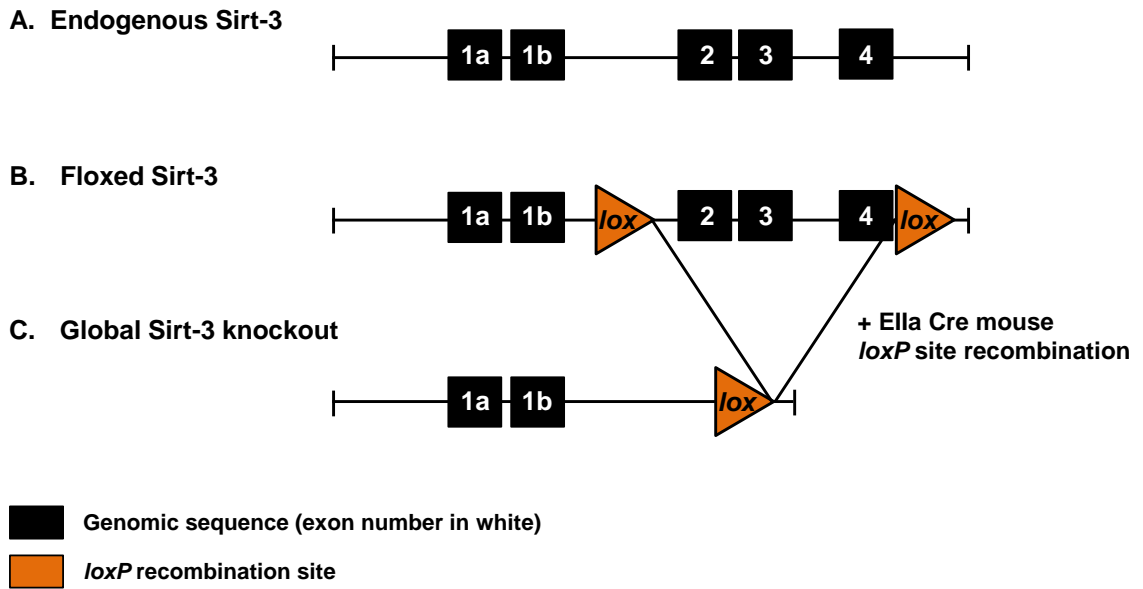 A. Endogenous Sirt-3
1a 1b 2 3 4
B. Floxed Sirt-3
1a 1b lox 2 3 4 lox
C. Global Sirt-3 knockout
+ Ella Cre mouse
loxP site recombination
1a 1b lox
Genomic sequence (exon number in white)
loxP recombination site